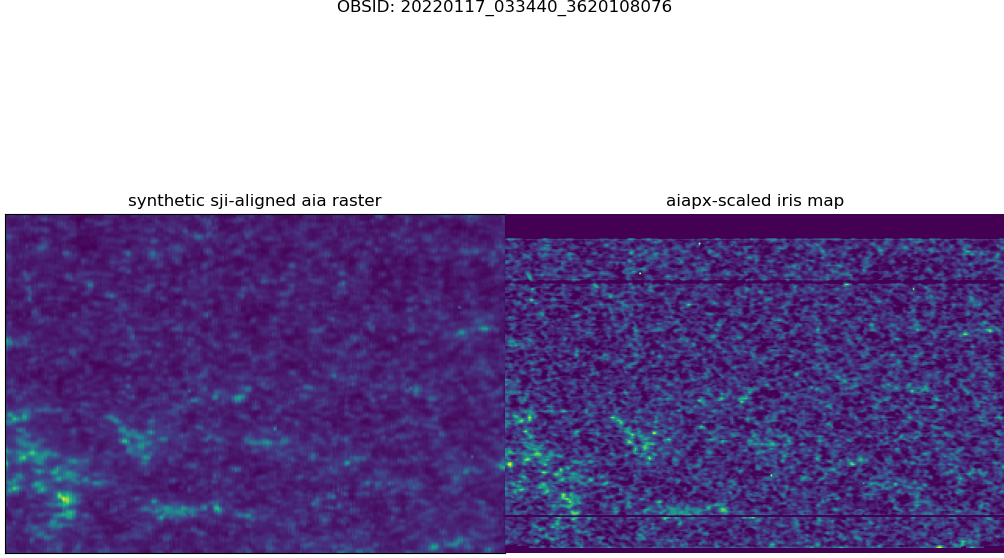 OBSID: 20220117_033440_3620108076
synthetic sji-aligned aia raster
aiapx-scaled iris map